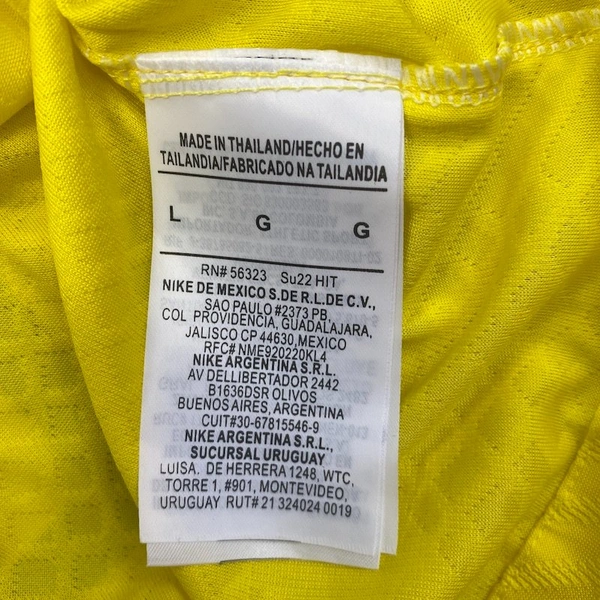 MADE IN THAILAND/HECHO EN
TAILANDIA/FABRICADO NA TAILANDIA
L G G
RN# 56323 Su22 HIT
NIKE DE MEXICO S.DE R.L.DE C.V.,
SAO PAULO #2373 PB,
COL PROVIDENCIA, GUADALAJARA,
JALISCO CP 44630,MEXICO
RFC# NME920220KL4
NIKE ARGENTINA S.R.L.
AV DELLIBERTADOR 2442
B1636DSR OLIVOS
BUENOS AIRES, ARGENTINA
CUIT#30-67815546-9
NIKE ARGENTINA S.R.L.,
SUCURSAL URUGUAY
LUISA. DE HERRERA 1248, WTC,
TORRE 1, #901, MONTEVIDEO,
URUGUAY RUT# 21 324024 0019